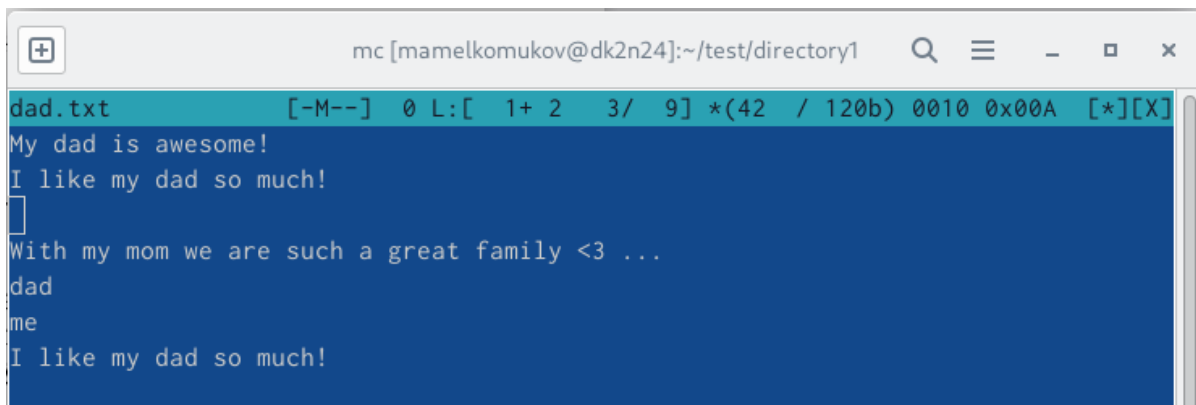 mc [mamelkomukov@dk2n24]:~/test/directory1
dad.txt [-M--] 0 L:[ 1+ 2 3/ 9] *(42 / 120b) 0010 0x00A [*][X]
My dad is awesome!
I like my dad so much!
With my mom we are such a great family <3 ...
dad
me
I like my dad so much!